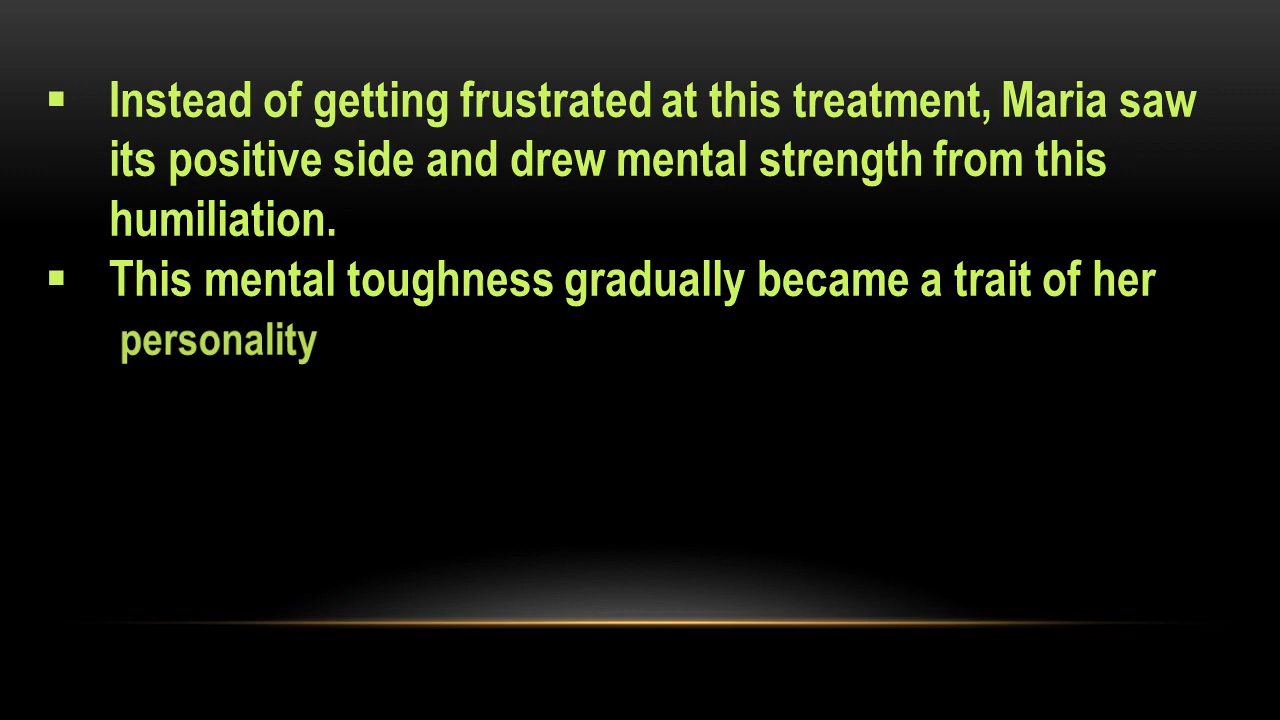 ▪ Instead of getting frustrated at this treatment, Maria saw
its positive side and drew mental strength from this
humiliation.
▪ This mental toughness gradually became a trait of her
personality